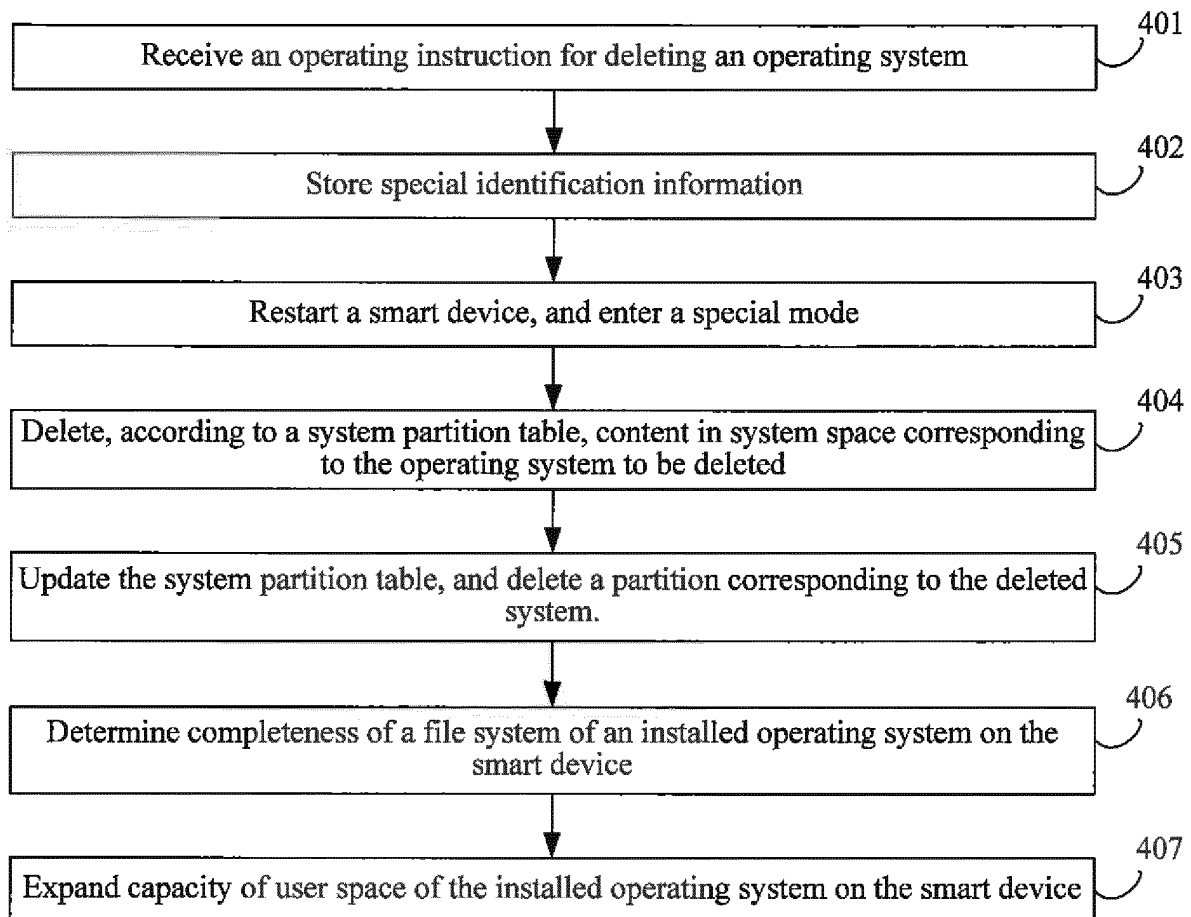 401
Receive an operating instruction for deleting an operating system
402
Store special identification information
403
Restart a smart device, and enter a special mode
404
Delete, according to a system partition table, content in system space corresponding
to the operating system to be deleted
405
Update the system partition table, and delete a partition corresponding to the deleted
system.
406
Determine completeness of a file system of an installed operating system on the
smart device
407
Expand capacity of user space of the installed operating system on the smart device